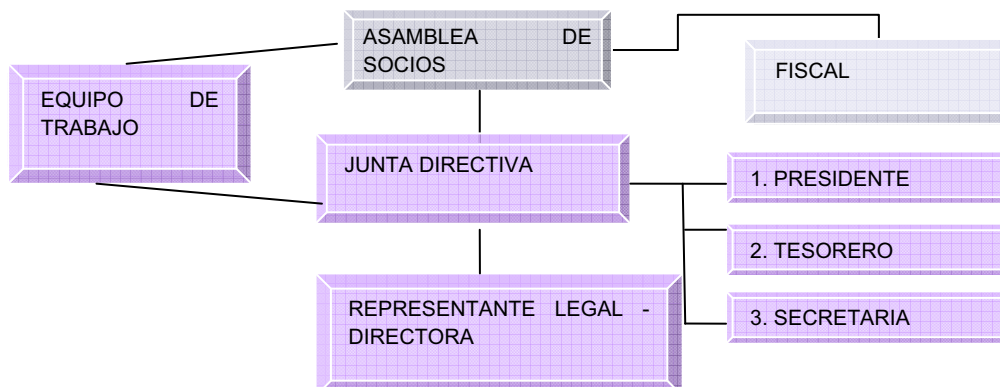 ASAMBLEA DE
SOCIOS
FISCAL
EQUIPO DE
TRABAJO
JUNTA DIRECTIVA
1. PRESIDENTE
2. TESORERO
3. SECRETARIA
REPRESENTANTE LEGAL -
DIRECTORA